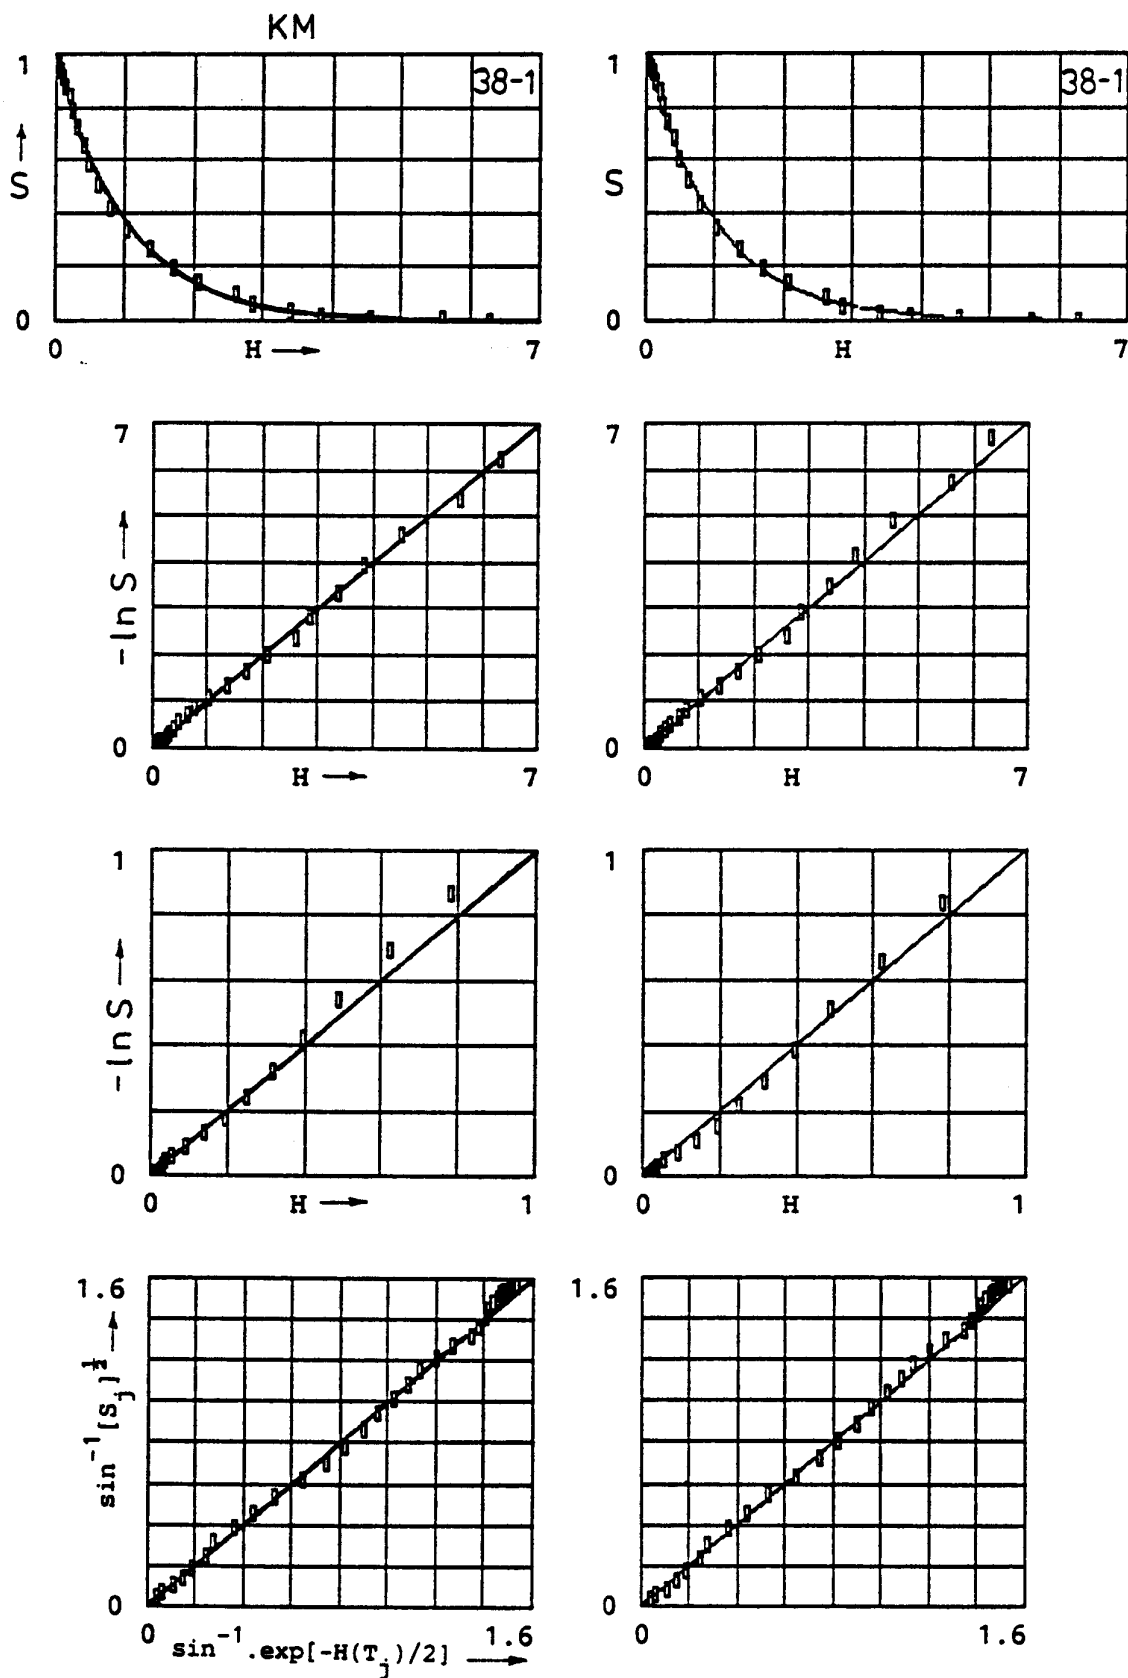 KM
1 38-1 1 38-1
S → S
0 0
0 H → 7 0 H 7
7 7
-ln S →
0 0
0 H → 7 0 H 7
1 1
-ln S →
0 0
0 H → 1 0 H 1
1.6 1.6
sin⁻¹[S_j]^½ →
0 0
0 sin⁻¹.exp[-H(T_j)/2] → 1.6 0 1.6